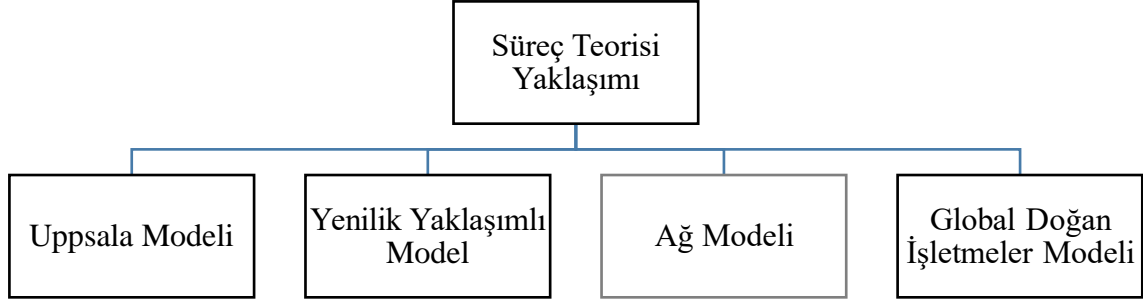 Süreç Teorisi
Yaklaşımı
Uppsala Modeli
Yenilik Yaklaşımlı
Model
Ağ Modeli
Global Doğan
İşletmeler Modeli